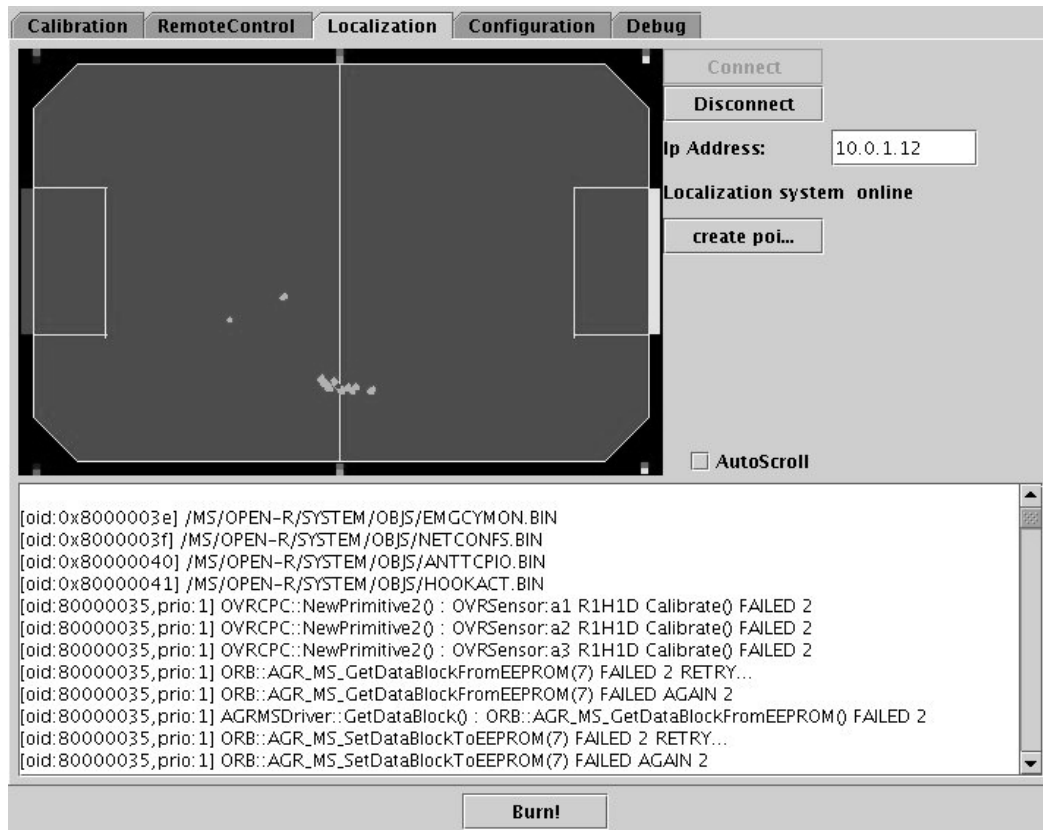 Calibration RemoteControl Localization Configuration Debug
Connect
Disconnect
Ip Address: 10.0.1.12
Localization system online
create poi...
AutoScroll
[oid:0x8000003e] /MS/OPEN-R/SYSTEM/OBJS/EMGCYMON.BIN
[oid:0x8000003f] /MS/OPEN-R/SYSTEM/OBJS/NETCONFS.BIN
[oid:0x80000040] /MS/OPEN-R/SYSTEM/OBJS/ANTTCPIO.BIN
[oid:0x80000041] /MS/OPEN-R/SYSTEM/OBJS/HOOKACT.BIN
[oid:80000035,prio:1] OVRCPC::NewPrimitive2() : OVRSensor:a1 R1H1D Calibrate() FAILED 2
[oid:80000035,prio:1] OVRCPC::NewPrimitive2() : OVRSensor:a2 R1H1D Calibrate() FAILED 2
[oid:80000035,prio:1] OVRCPC::NewPrimitive2() : OVRSensor:a3 R1H1D Calibrate() FAILED 2
[oid:80000035,prio:1] ORB::AGR_MS_GetDataBlockFromEEPROM(7) FAILED 2 RETRY...
[oid:80000035,prio:1] ORB::AGR_MS_GetDataBlockFromEEPROM(7) FAILED AGAIN 2
[oid:80000035,prio:1] AGRMSDriver::GetDataBlock() : ORB::AGR_MS_GetDataBlockFromEEPROM() FAILED 2
[oid:80000035,prio:1] ORB::AGR_MS_SetDataBlockToEEPROM(7) FAILED 2 RETRY...
[oid:80000035,prio:1] ORB::AGR_MS_SetDataBlockToEEPROM(7) FAILED AGAIN 2
Burn!